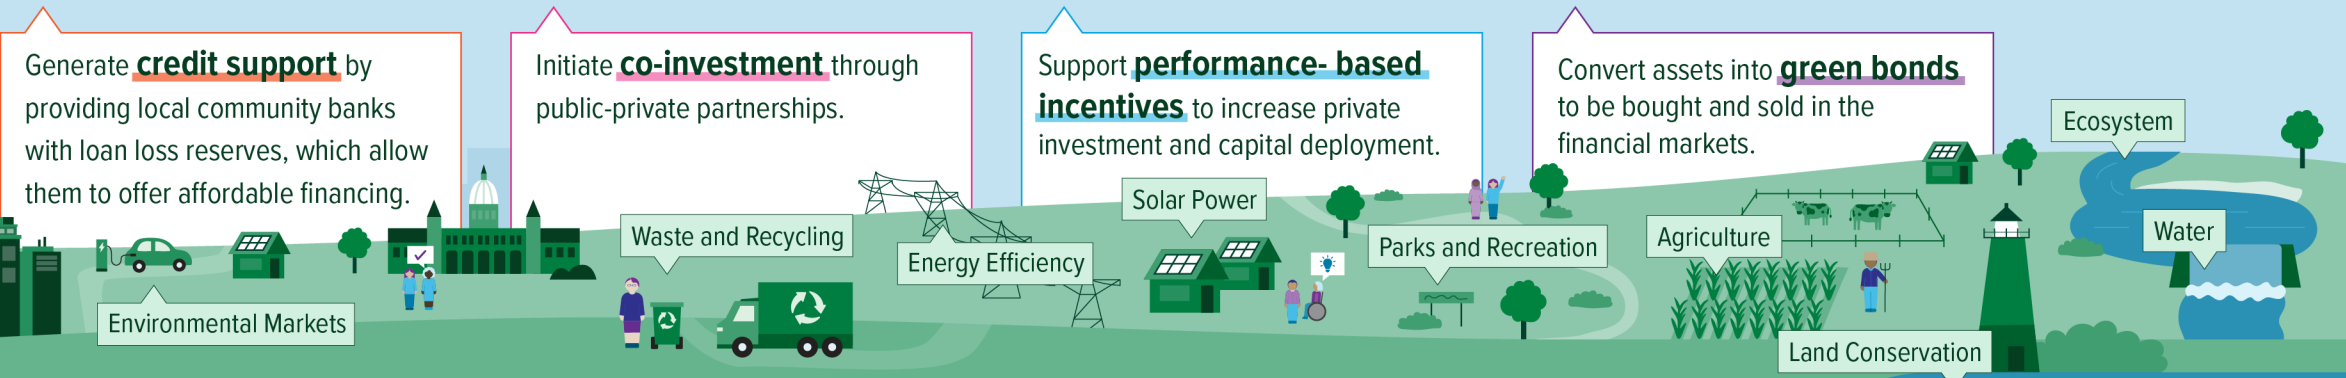 Generate credit support by
providing local community banks
with loan loss reserves, which allow
them to offer affordable financing.
Initiate co-investment through
public-private partnerships.
Support performance- based
incentives to increase private
investment and capital deployment.
Convert assets into green bonds
to be bought and sold in the
financial markets.
Environmental Markets
Waste and Recycling
Energy Efficiency
Solar Power
Parks and Recreation
Agriculture
Land Conservation
Ecosystem
Water